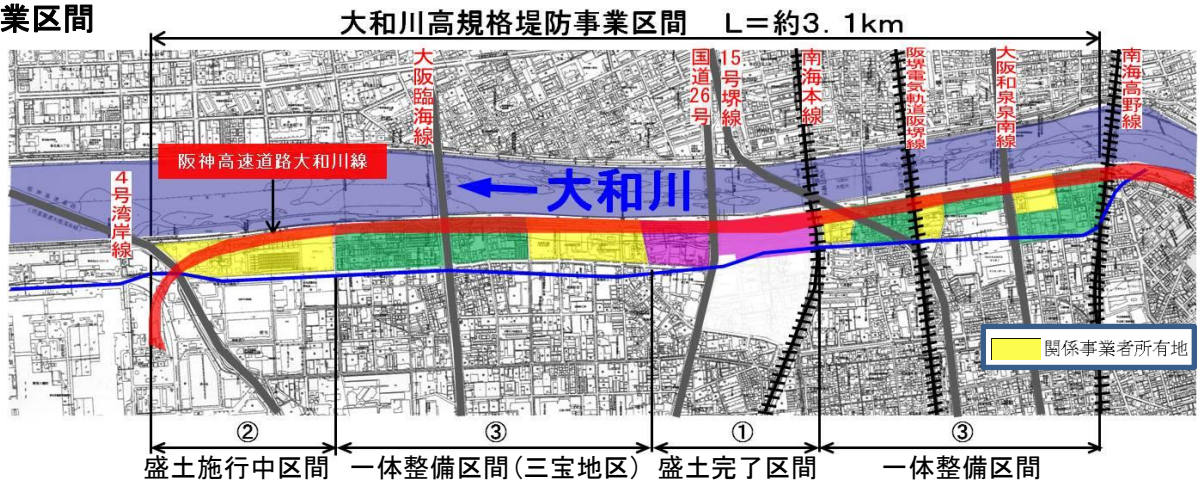 業区間
大和川高規格堤防事業区間 L=約3.1km
大阪臨海線
国道26号
15号堺線
南海本線
阪堺電気軌道阪堺線
大阪和泉泉南線
南海高野線
阪神高速道路大和川線
4号湾岸線
← 大和川
関係事業者所有地
② ③ ① ③
盛土施行中区間 一体整備区間(三宝地区) 盛土完了区間 一体整備区間